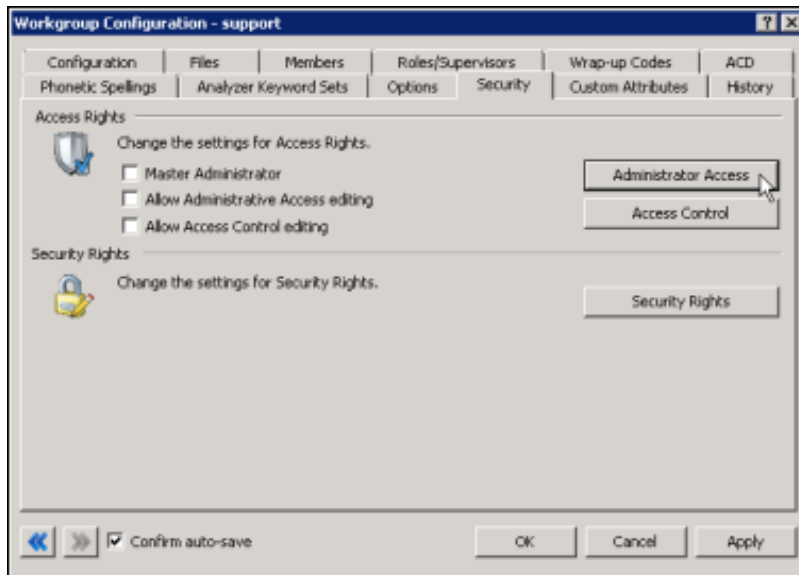 Workgroup Configuration - support
Configuration Files Members Roles/Supervisors Wrap-up Codes ACD
Phonetic Spellings Analyzer Keyword Sets Options Security Custom Attributes History
Access Rights
Change the settings for Access Rights.
Master Administrator
Administrator Access
Allow Administrative Access editing
Access Control
Allow Access Control editing
Security Rights
Change the settings for Security Rights.
Security Rights
Confirm auto-save OK Cancel Apply